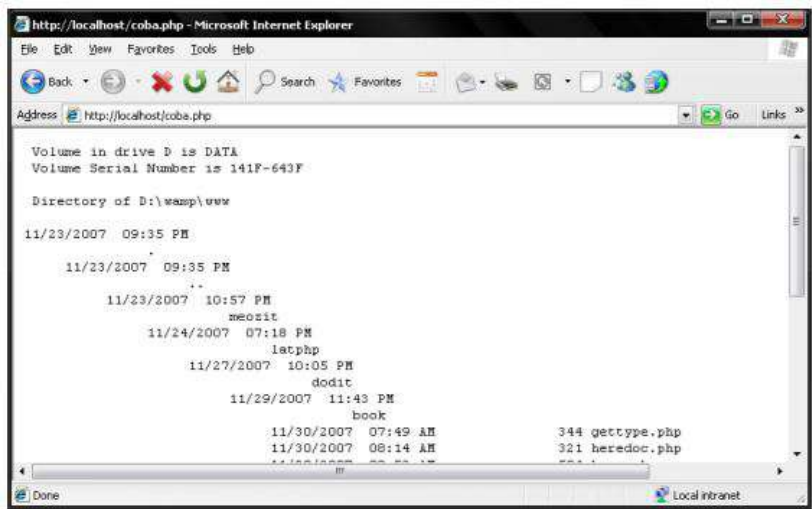 http://localhost/coba.php - Microsoft Internet Explorer
File Edit View Favorites Tools Help
Back Search Favorites
Address http://localhost/coba.php Go Links »
Volume in drive D is DATA
Volume Serial Number is 141F-643F
Directory of D:\wamp\www
11/23/2007 09:35 PM
.
11/23/2007 09:35 PM
..
11/23/2007 10:57 PM
meozit
11/24/2007 07:18 PM
latphp
11/27/2007 10:05 PM
dodit
11/29/2007 11:43 PM
book
11/30/2007 07:49 AM 344 gettype.php
11/30/2007 08:14 AM 321 heredoc.php
Done Local intranet